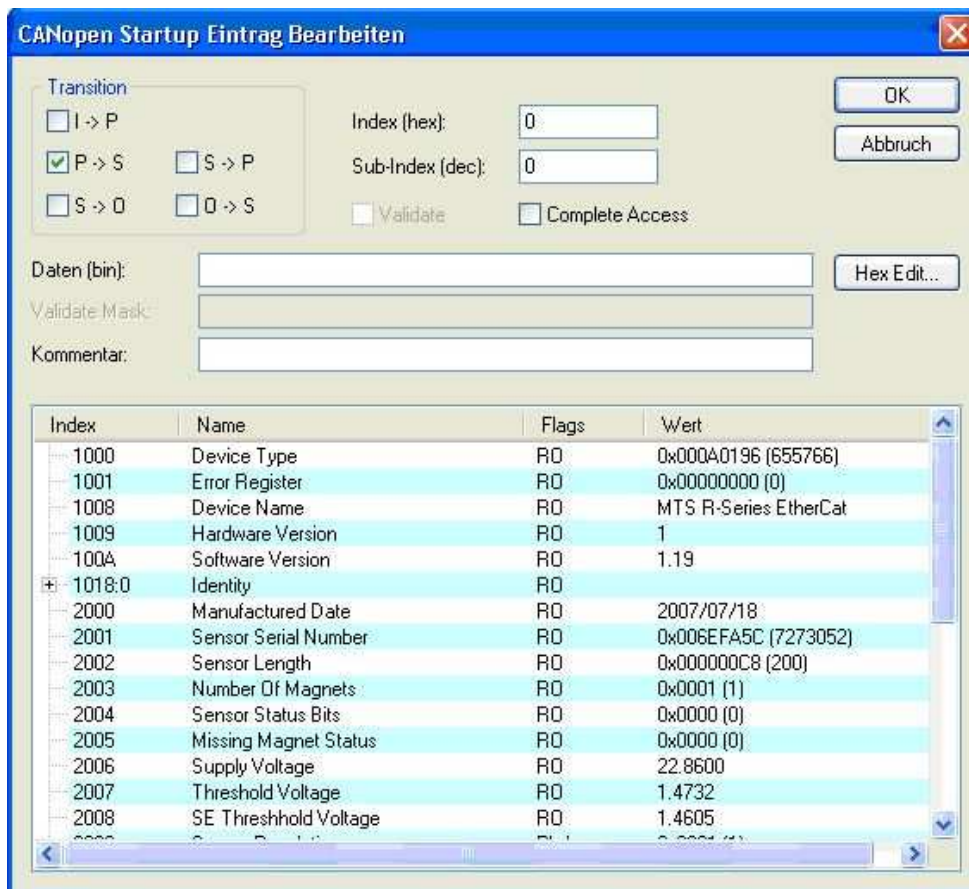 CANopen Startup Eintrag Bearbeiten
Transition
I -> P
P -> S
S -> P
S -> O
O -> S
Index (hex): 0
Sub-Index (dec): 0
Validate
Complete Access
OK
Abbruch
Daten (bin):
Hex Edit...
Validate Mask:
Kommentar:
Index Name Flags Wert
1000 Device Type RO 0x000A0196 (655766)
1001 Error Register RO 0x00000000 (0)
1008 Device Name RO MTS R-Series EtherCat
1009 Hardware Version RO 1
100A Software Version RO 1.19
1018:0 Identity RO
2000 Manufactured Date RO 2007/07/18
2001 Sensor Serial Number RO 0x006EFA5C (7273052)
2002 Sensor Length RO 0x000000C8 (200)
2003 Number Of Magnets RO 0x0001 (1)
2004 Sensor Status Bits RO 0x0000 (0)
2005 Missing Magnet Status RO 0x0000 (0)
2006 Supply Voltage RO 22.8600
2007 Threshold Voltage RO 1.4732
2008 SE Threshhold Voltage RO 1.4605